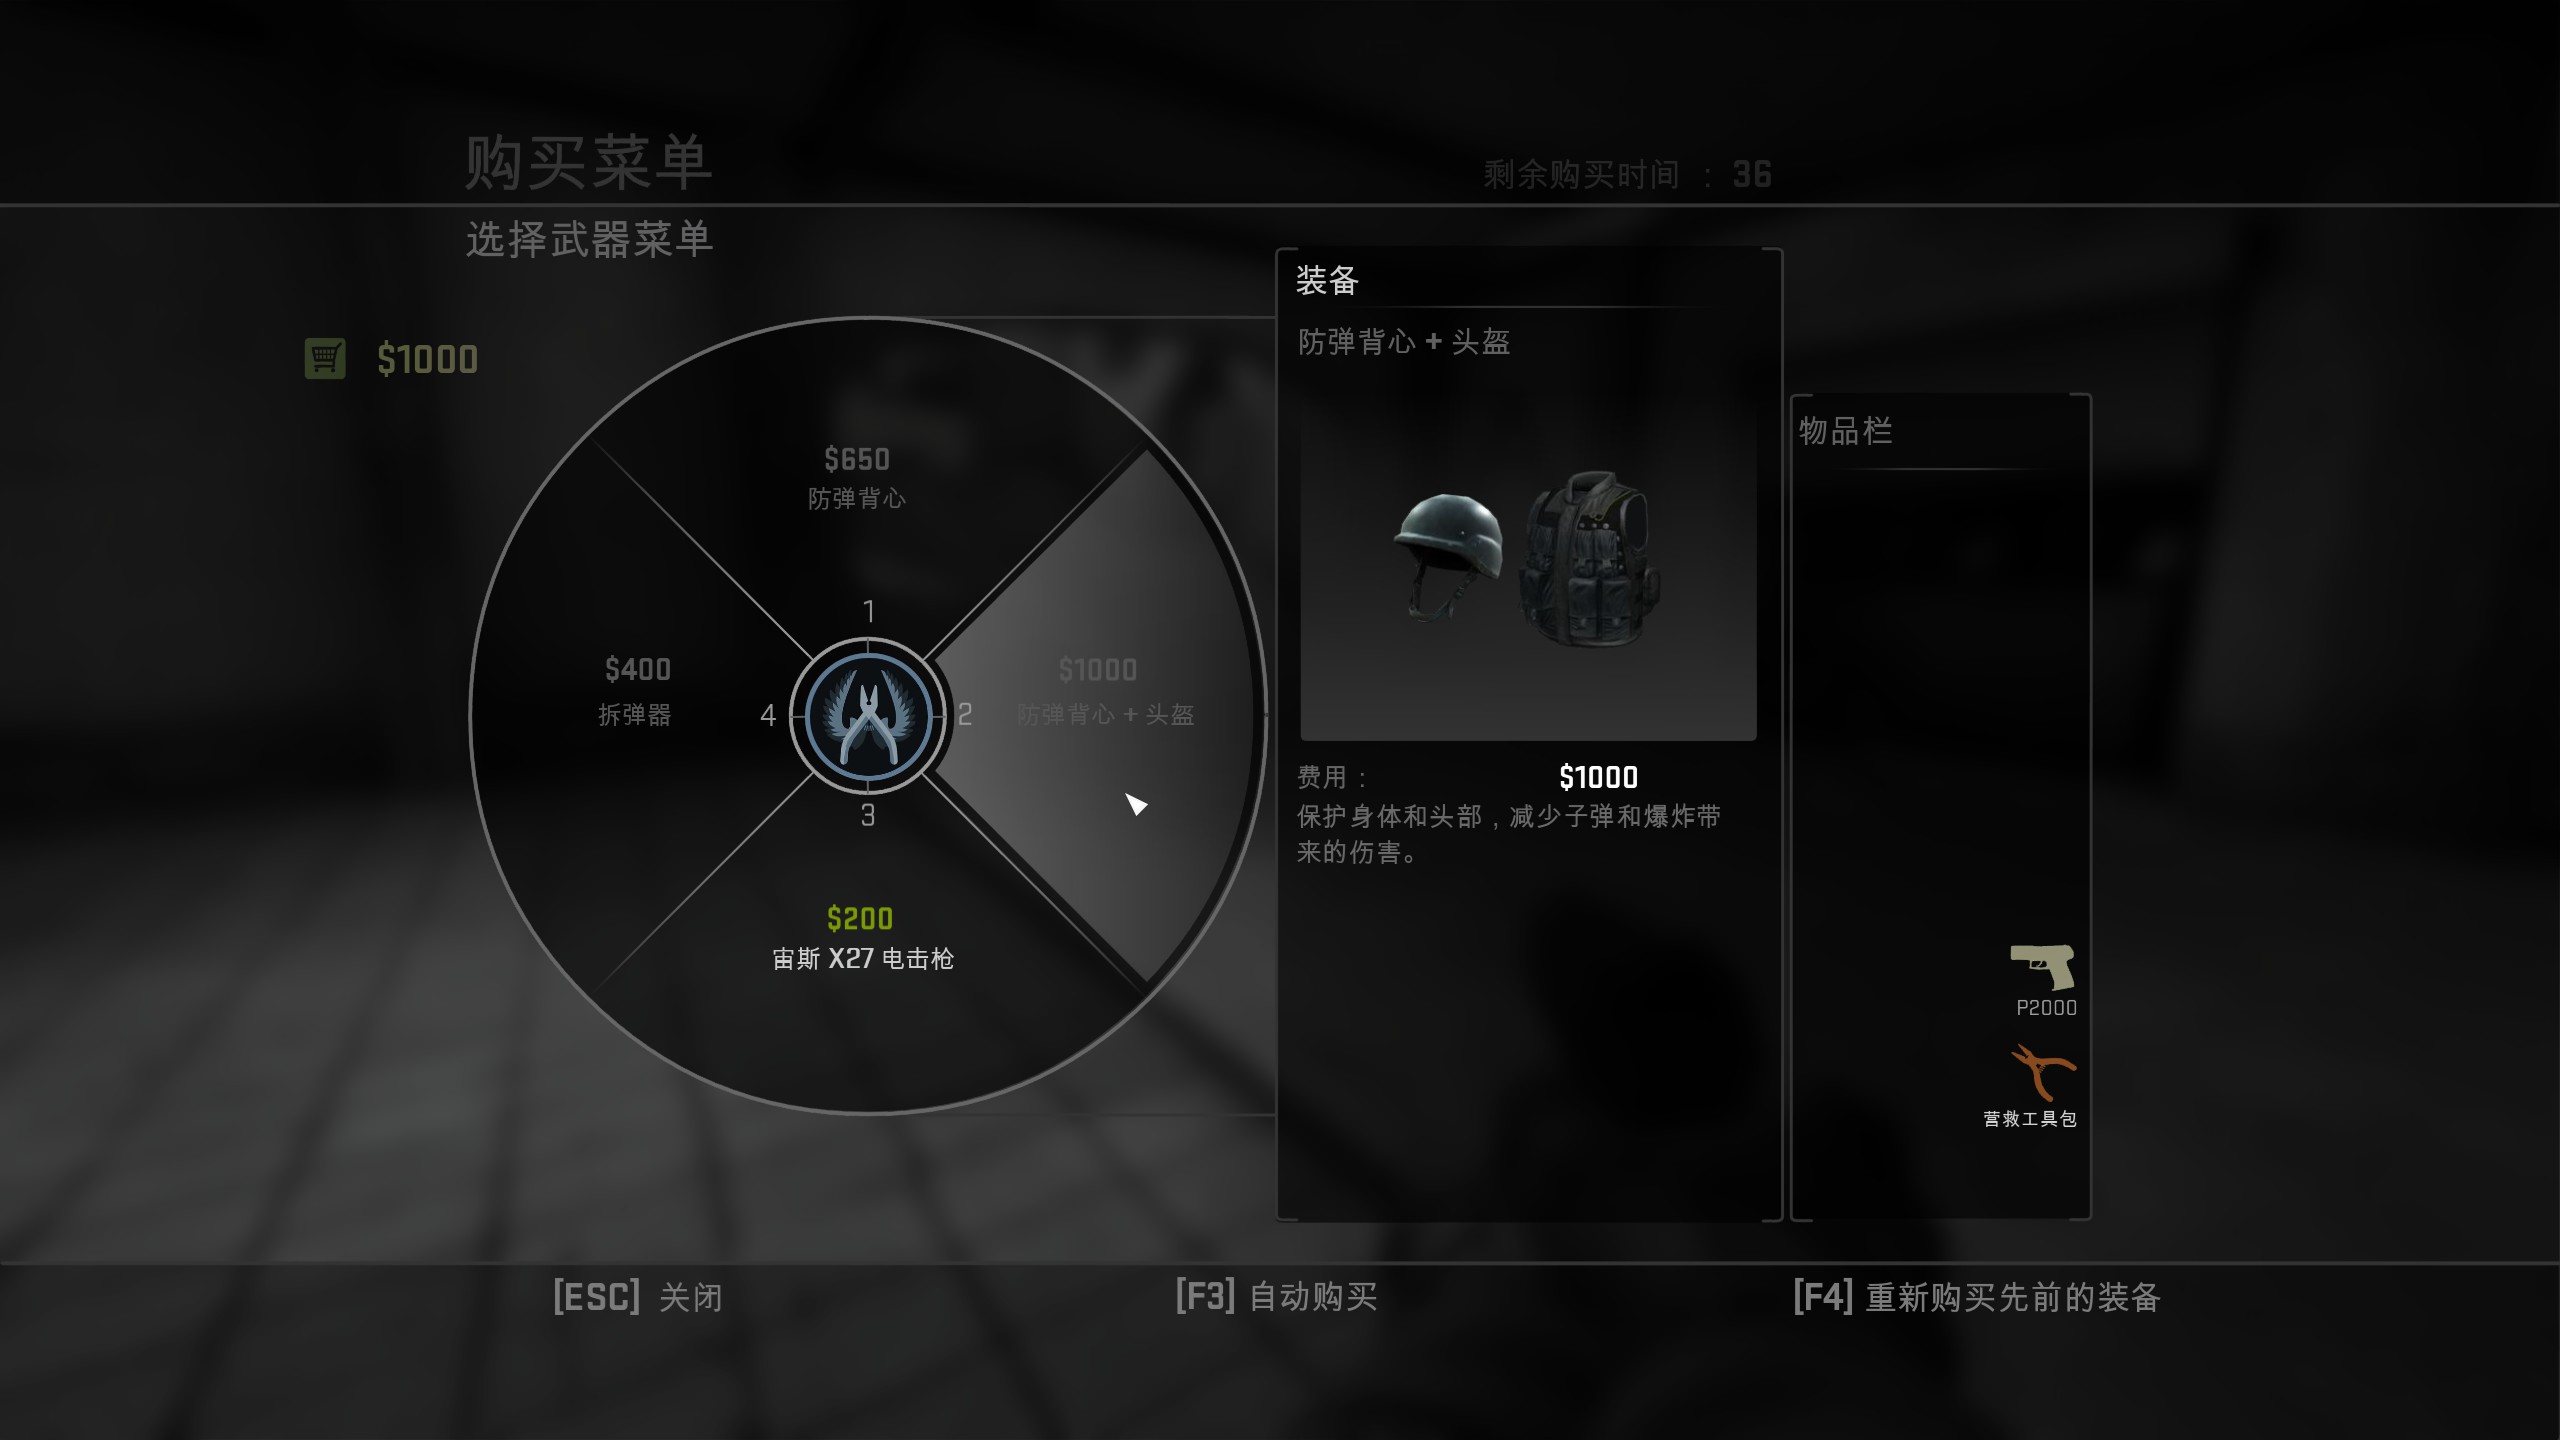 购买菜单
剩余购买时间 : 36
选择武器菜单
$1000
$650
防弹背心
1
$400
拆弹器
4
2
$1000
防弹背心 + 头盔
3
$200
宙斯 X27 电击枪
装备
防弹背心 + 头盔
费用 :
$1000
保护身体和头部，减少子弹和爆炸带
来的伤害。
物品栏
P2000
营救工具包
[ESC] 关闭
[F3] 自动购买
[F4] 重新购买先前的装备